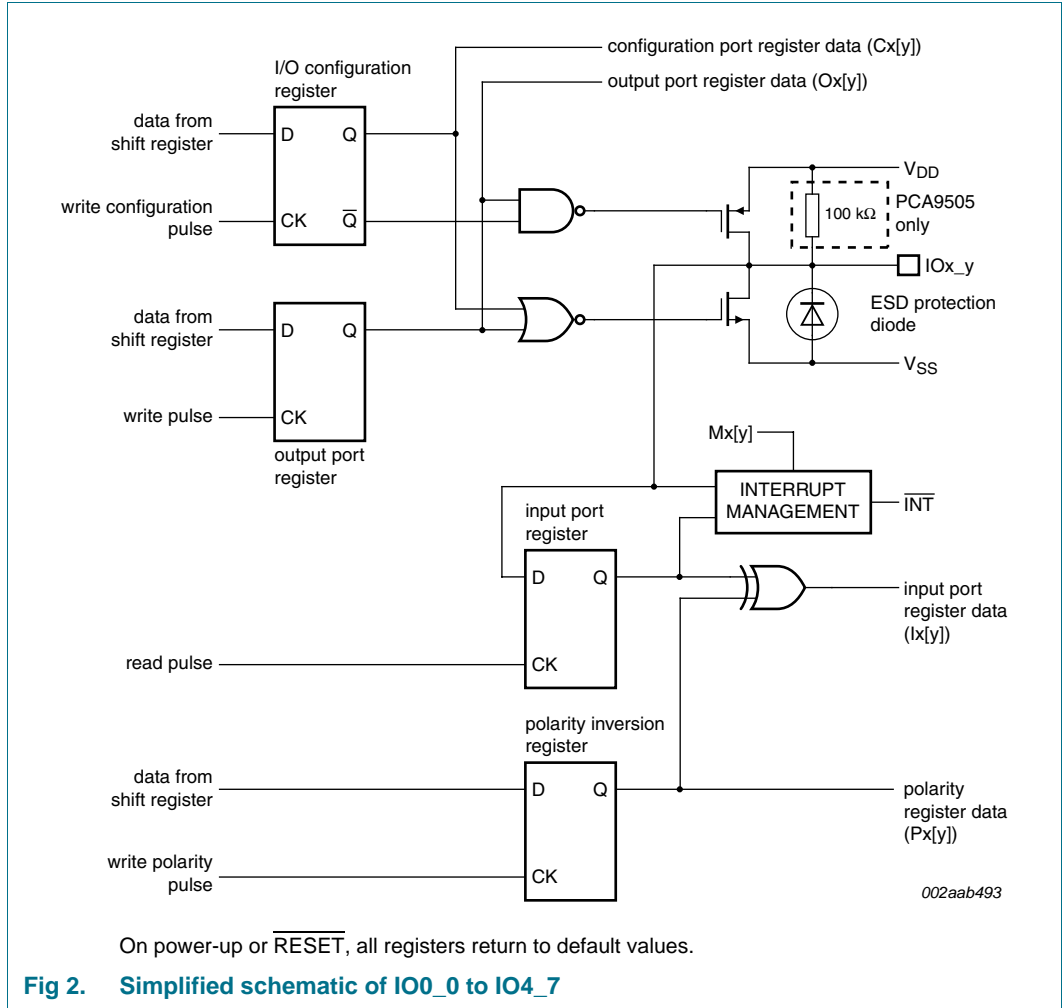 configuration port register data (Cx[y])
output port register data (Ox[y])
I/O configuration
register
data from
shift register
D
Q
write configuration
pulse
CK
Q̅
VDD
100 kΩ
PCA9505
only
IOx_y
ESD protection
diode
VSS
data from
shift register
D
Q
write pulse
CK
output port
register
Mx[y]
INTERRUPT
MANAGEMENT
I̅N̅T̅
input port
register
D
Q
input port
register data
(Ix[y])
read pulse
CK
polarity inversion
register
data from
shift register
D
Q
polarity
register data
(Px[y])
write polarity
pulse
CK
002aab493
On power-up or R̅E̅S̅E̅T̅, all registers return to default values.
Fig 2. Simplified schematic of IO0_0 to IO4_7